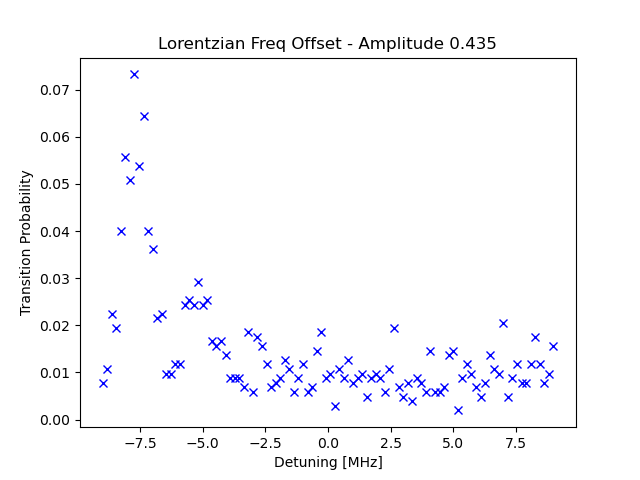 Lorentzian Freq Offset - Amplitude 0.435
0.07
0.06
0.05
0.04
0.03
0.02
0.01
0.00
Transition Probability
−7.5 −5.0 −2.5 0.0 2.5 5.0 7.5
Detuning [MHz]